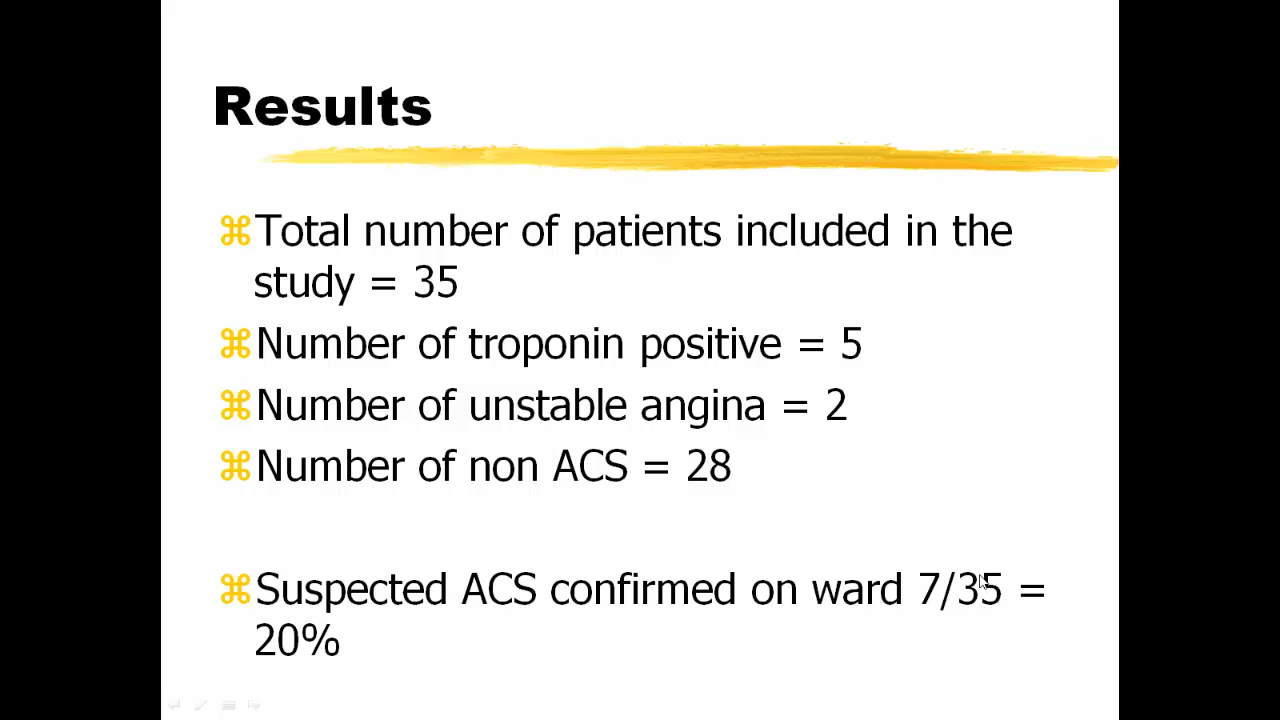 Results
⌘Total number of patients included in the
study = 35
⌘Number of troponin positive = 5
⌘Number of unstable angina = 2
⌘Number of non ACS = 28
⌘Suspected ACS confirmed on ward 7/35 =
20%